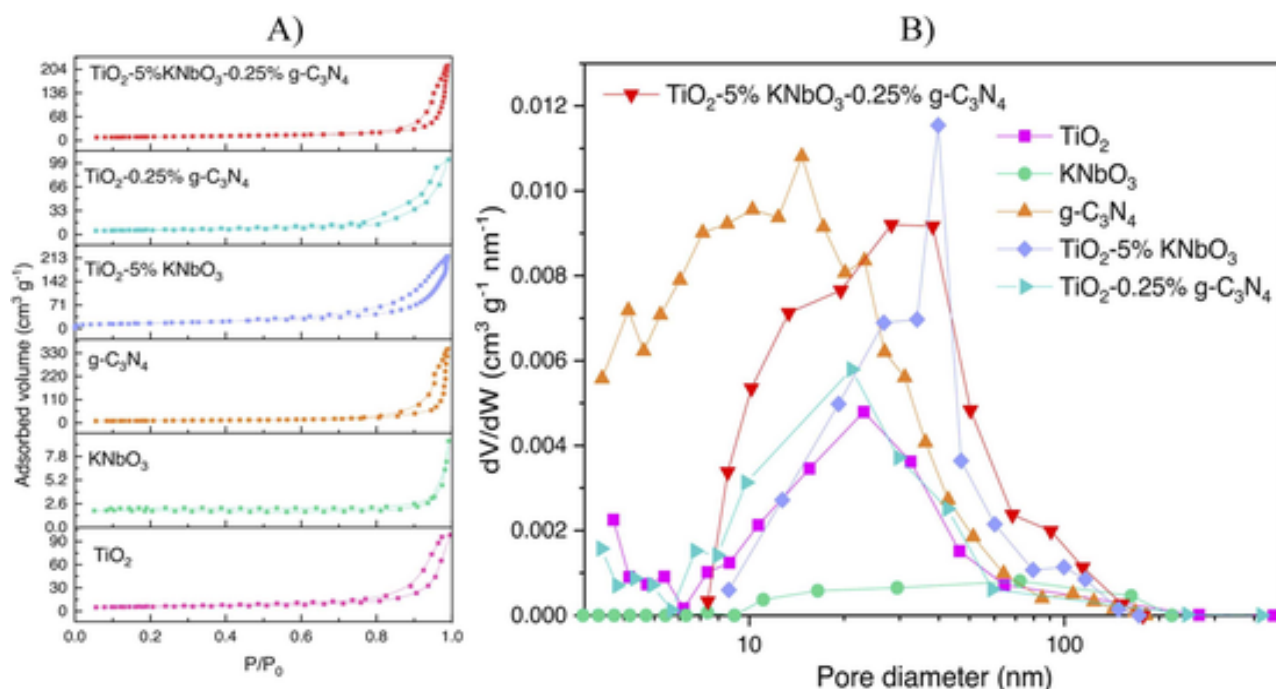 A)
B)
TiO₂-5%KNbO₃-0.25% g-C₃N₄
204
136
68
0
TiO₂-0.25% g-C₃N₄
99
66
33
0
TiO₂-5% KNbO₃
213
142
71
0
g-C₃N₄
330
220
110
0
KNbO₃
7.8
5.2
2.6
0.0
TiO₂
90
60
30
0
Adsorbed volume (cm³ g⁻¹)
0.0 0.2 0.4 0.6 0.8 1.0
P/P₀
TiO₂-5% KNbO₃-0.25% g-C₃N₄
TiO₂
KNbO₃
g-C₃N₄
TiO₂-5% KNbO₃
TiO₂-0.25% g-C₃N₄
0.012
0.010
0.008
0.006
0.004
0.002
0.000
dV/dW (cm³ g⁻¹ nm⁻¹)
10 100
Pore diameter (nm)